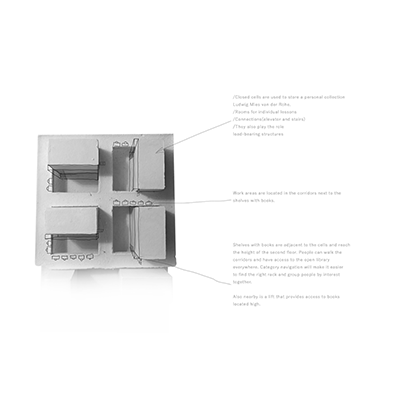 /Closed cells are used to store a personal collection
Ludwig Mies van der Rohe.
/Rooms for individual lessons.
/Connections(elevator and stairs)
/They also play the role
load-bearing structures
Work areas are located in the corridors next to the
shelves with books.
Shelves with books are adjacent to the cells and reach
the height of the second floor. People can walk the
corridors and have access to the open library
everywhere. Category navigation will make it easier
to find the right rack and group people by interest
together.
Also nearby is a lift that provides access to books
located high.